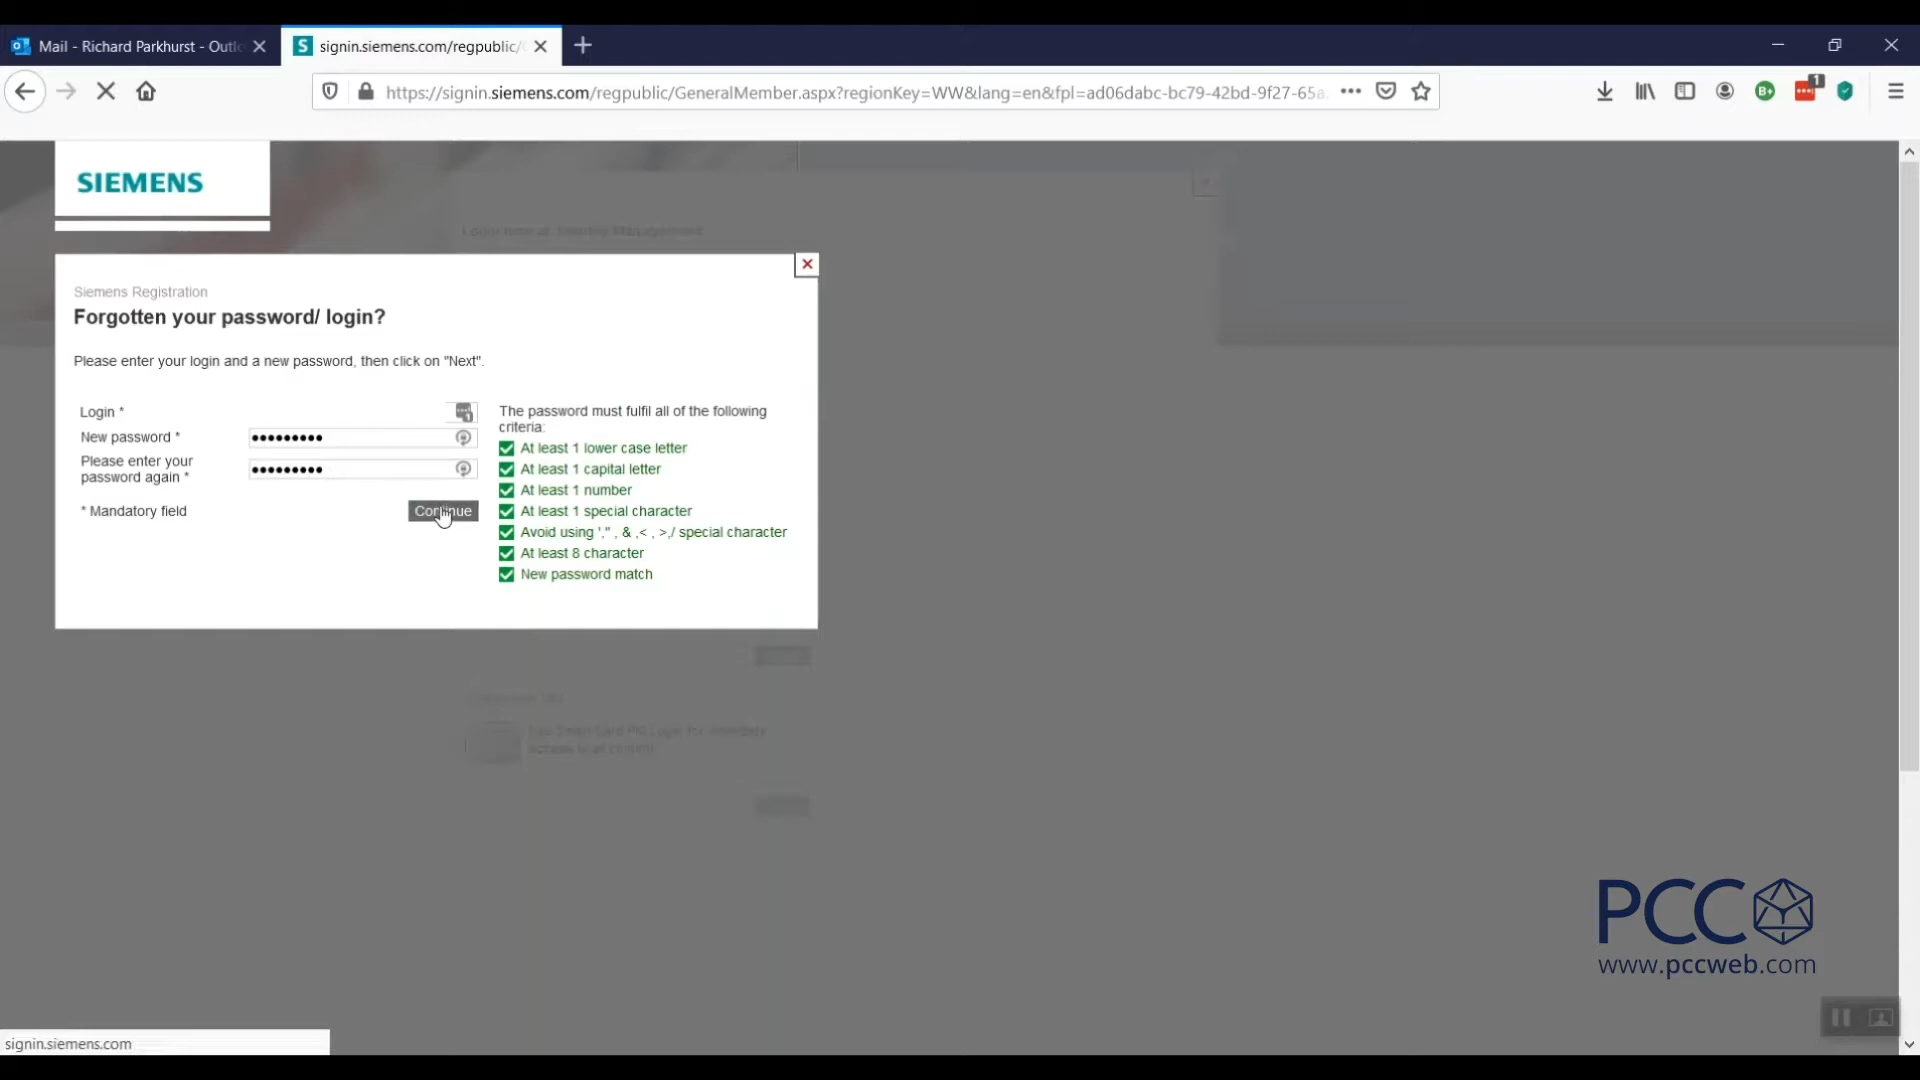 Mail - Richard Parkhurst - Outl
signin.siemens.com/regpublic/
https://signin.siemens.com/regpublic/GeneralMember.aspx?regionKey=WW&lang=en&fpl=ad06dabc-bc79-42bd-9f27-65a
B+
1
SIEMENS
Siemens Registration
Forgotten your password/ login?
Please enter your login and a new password, then click on "Next".
Login *
New password *
Please enter your
password again *
* Mandatory field
Continue
The password must fulfil all of the following
criteria:
At least 1 lower case letter
At least 1 capital letter
At least 1 number
At least 1 special character
Avoid using '," , & ,< , >,/ special character
At least 8 character
New password match
PCC
www.pccweb.com
signin.siemens.com